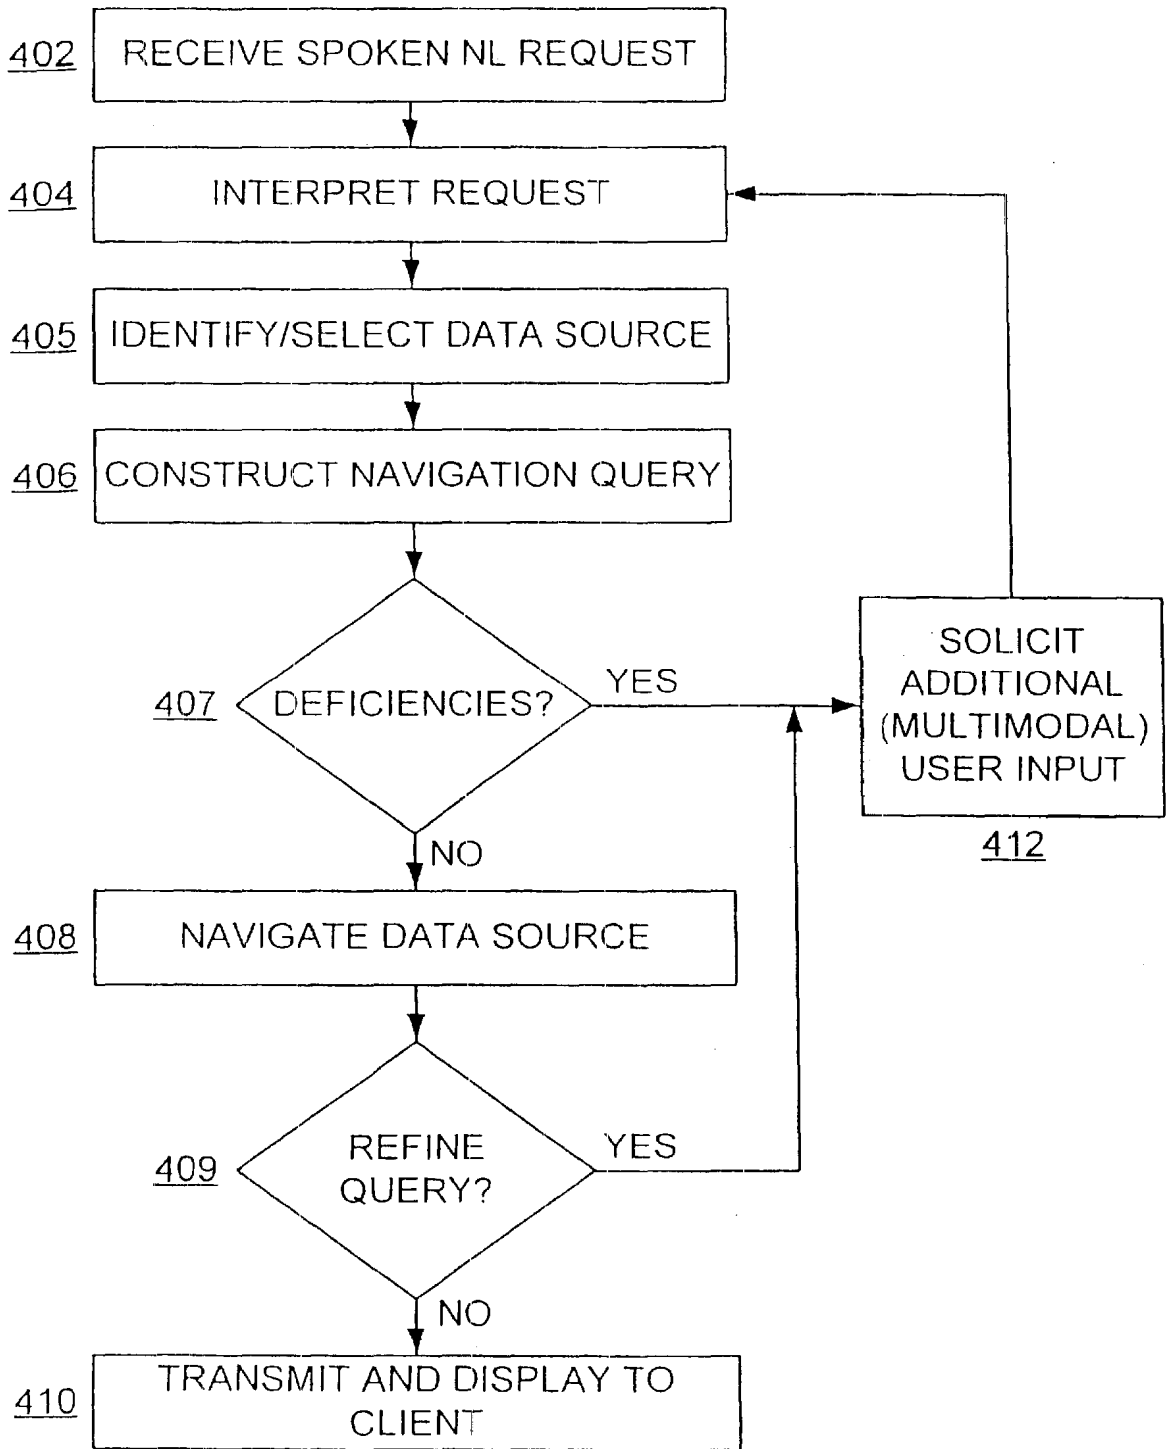 402
RECEIVE SPOKEN NL REQUEST
404
INTERPRET REQUEST
405
IDENTIFY/SELECT DATA SOURCE
406
CONSTRUCT NAVIGATION QUERY
407
DEFICIENCIES?
YES
SOLICIT
ADDITIONAL
(MULTIMODAL)
USER INPUT
412
NO
408
NAVIGATE DATA SOURCE
409
REFINE
QUERY?
YES
NO
410
TRANSMIT AND DISPLAY TO
CLIENT